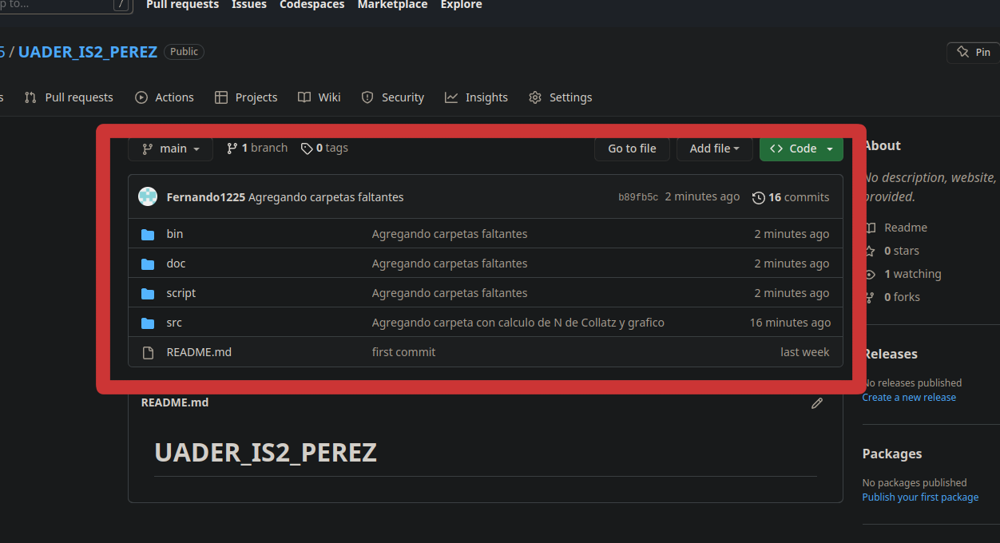 p to... /
Pull requests Issues Codespaces Marketplace Explore
5 / UADER_IS2_PEREZ Public
Pin
s Pull requests Actions Projects Wiki Security Insights Settings
main 1 branch 0 tags
Go to file Add file Code
Fernando1225 Agregando carpetas faltantes b89fb5c 2 minutes ago 16 commits
bin Agregando carpetas faltantes 2 minutes ago
doc Agregando carpetas faltantes 2 minutes ago
script Agregando carpetas faltantes 2 minutes ago
src Agregando carpeta con calculo de N de Collatz y grafico 16 minutes ago
README.md first commit last week
README.md
UADER_IS2_PEREZ
About
No description, website,
provided.
Readme
0 stars
1 watching
0 forks
Releases
No releases published
Create a new release
Packages
No packages published
Publish your first package